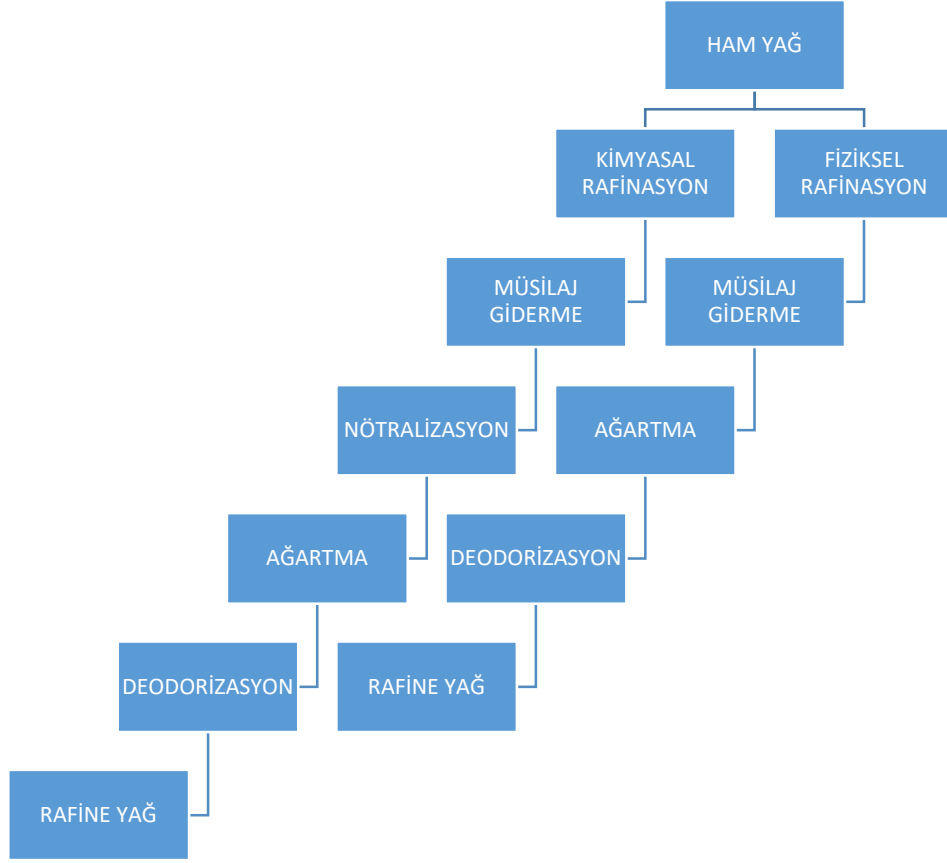 HAM YAĞ
KİMYASAL
RAFİNASYON
FİZİKSEL
RAFİNASYON
MÜSİLAJ
GİDERME
MÜSİLAJ
GİDERME
NÖTRALİZASYON
AĞARTMA
AĞARTMA
DEODORİZASYON
DEODORİZASYON
RAFİNE YAĞ
RAFİNE YAĞ